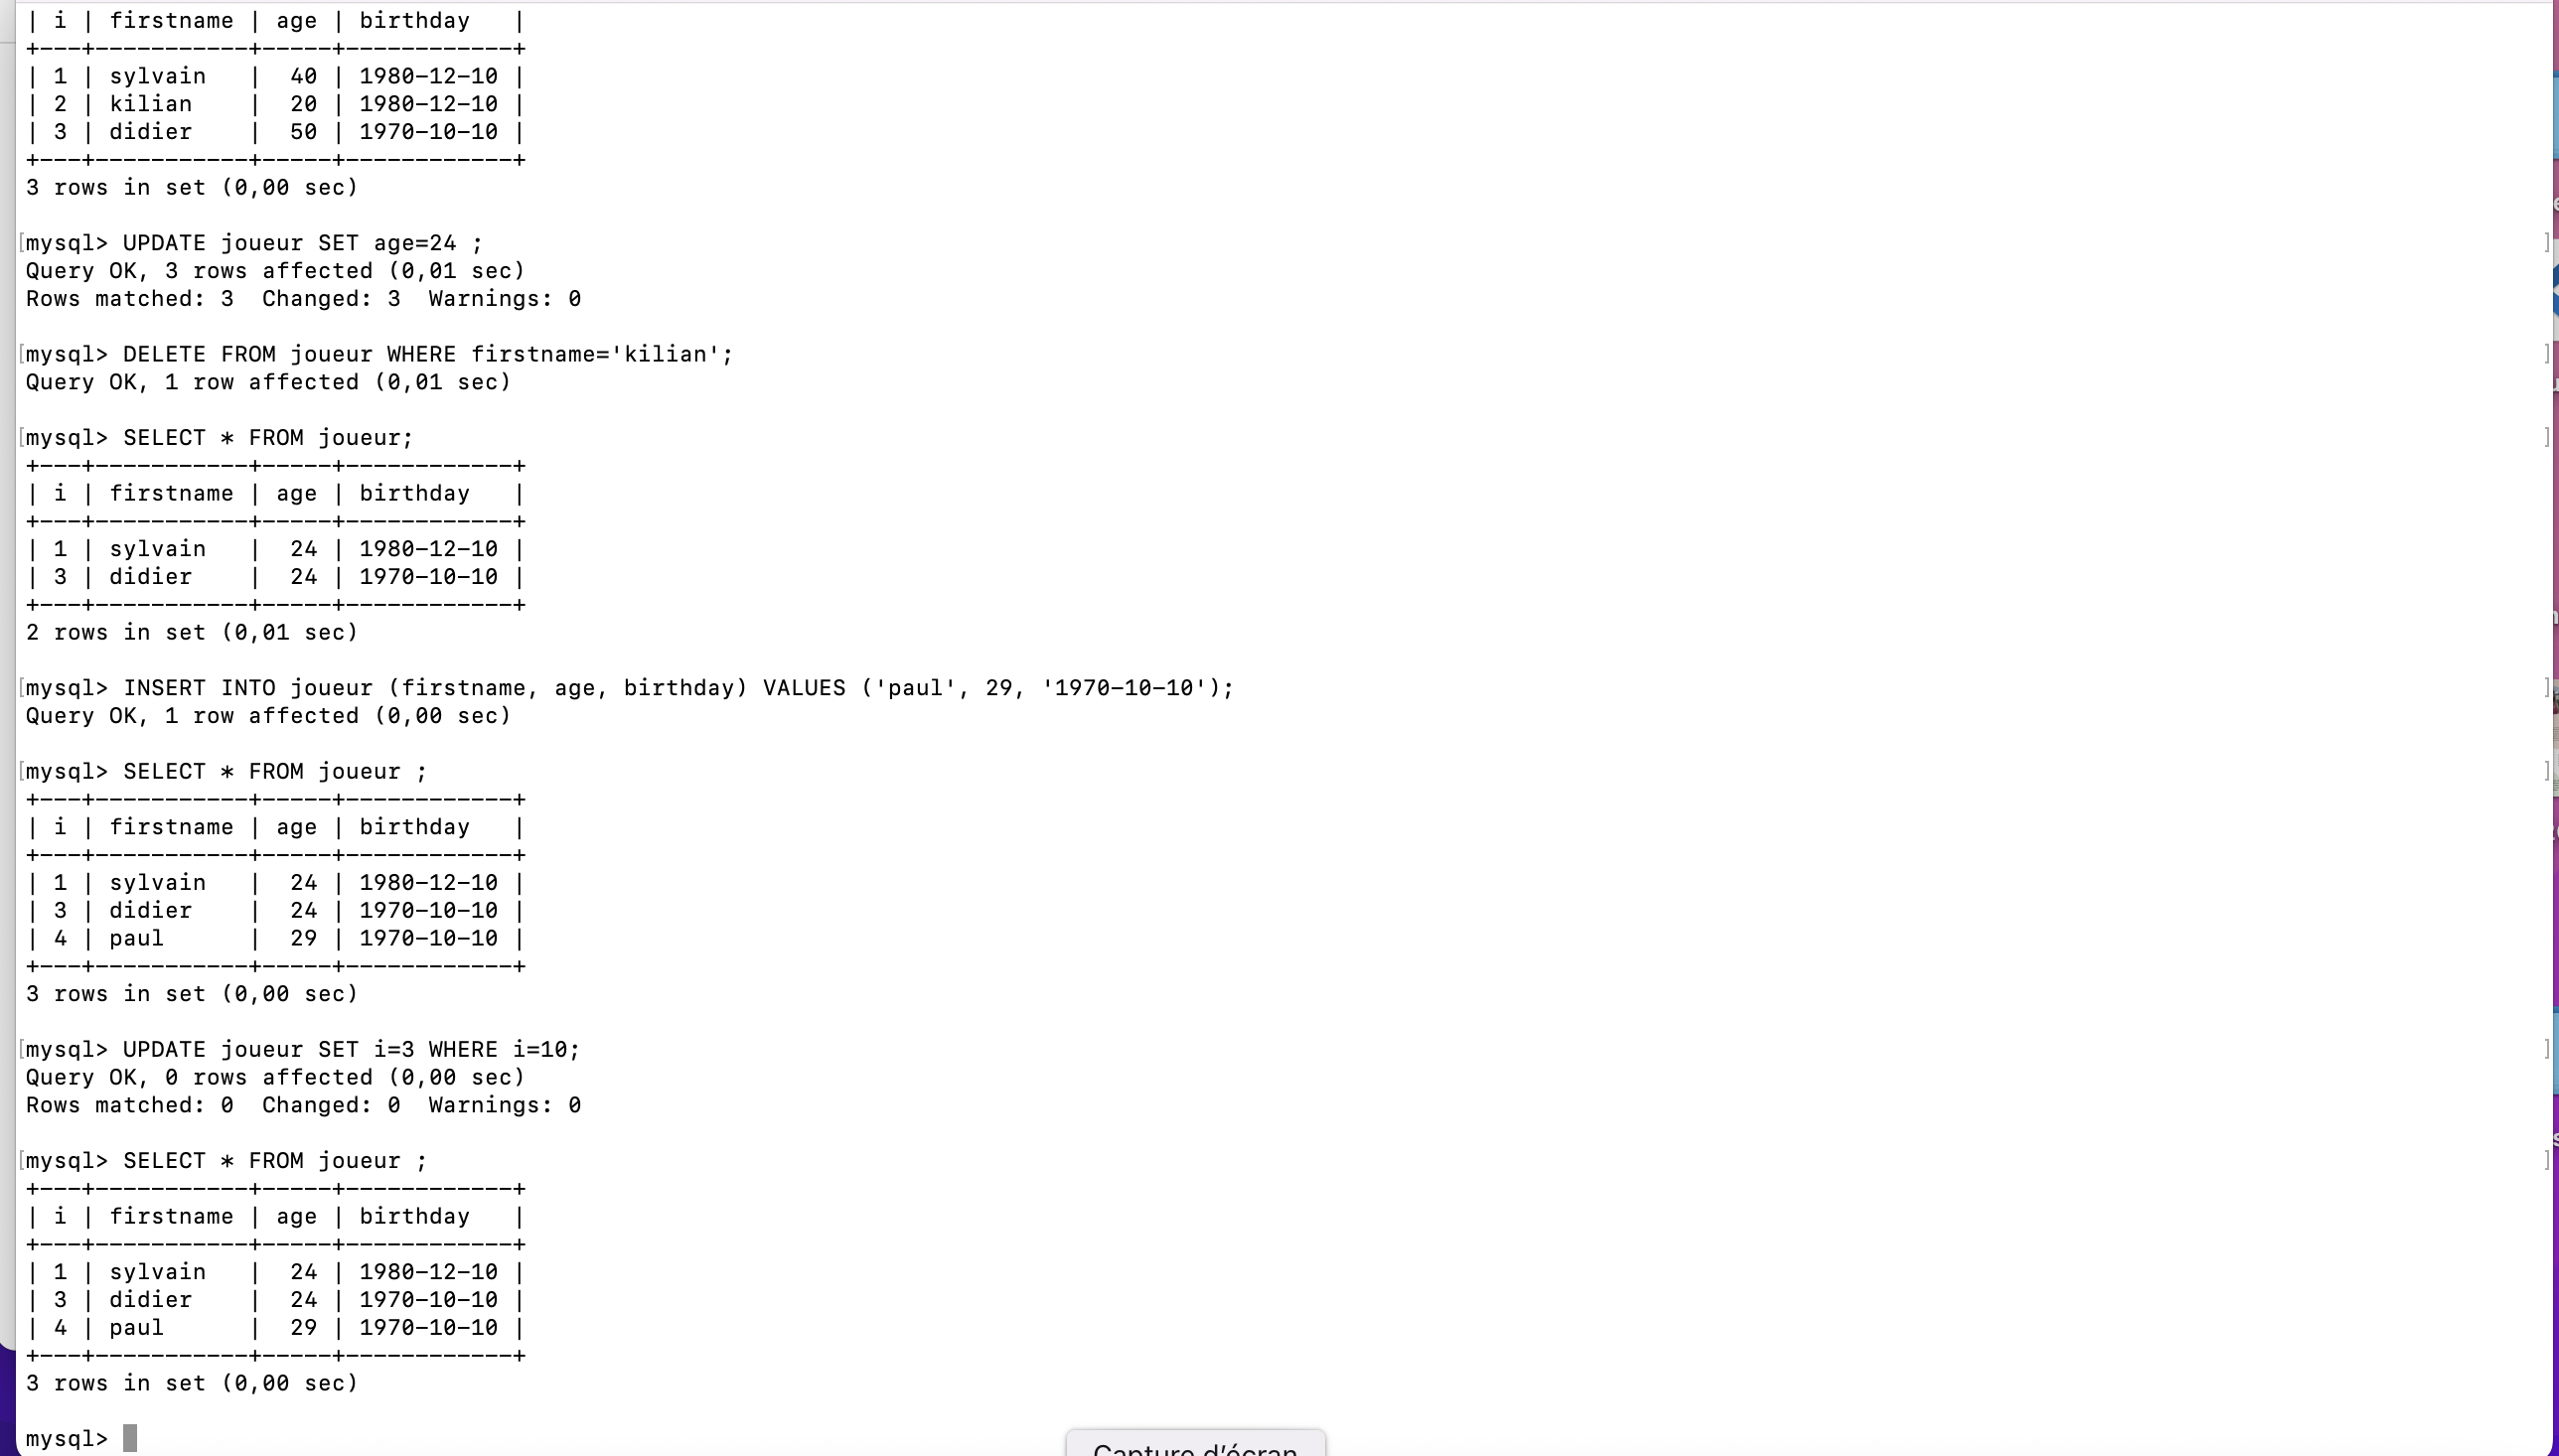 | i | firstname | age | birthday   |
+---+-----------+-----+------------+
| 1 | sylvain   |  40 | 1980-12-10 |
| 2 | kilian    |  20 | 1980-12-10 |
| 3 | didier    |  50 | 1970-10-10 |
+---+-----------+-----+------------+
3 rows in set (0,00 sec)

[mysql> UPDATE joueur SET age=24 ; ]
Query OK, 3 rows affected (0,01 sec)
Rows matched: 3  Changed: 3  Warnings: 0

[mysql> DELETE FROM joueur WHERE firstname='kilian'; ]
Query OK, 1 row affected (0,01 sec)

[mysql> SELECT * FROM joueur; ]
+---+-----------+-----+------------+
| i | firstname | age | birthday   |
+---+-----------+-----+------------+
| 1 | sylvain   |  24 | 1980-12-10 |
| 3 | didier    |  24 | 1970-10-10 |
+---+-----------+-----+------------+
2 rows in set (0,01 sec)

[mysql> INSERT INTO joueur (firstname, age, birthday) VALUES ('paul', 29, '1970-10-10'); ]
Query OK, 1 row affected (0,00 sec)

[mysql> SELECT * FROM joueur ; ]
+---+-----------+-----+------------+
| i | firstname | age | birthday   |
+---+-----------+-----+------------+
| 1 | sylvain   |  24 | 1980-12-10 |
| 3 | didier    |  24 | 1970-10-10 |
| 4 | paul      |  29 | 1970-10-10 |
+---+-----------+-----+------------+
3 rows in set (0,00 sec)

[mysql> UPDATE joueur SET i=3 WHERE i=10; ]
Query OK, 0 rows affected (0,00 sec)
Rows matched: 0  Changed: 0  Warnings: 0

[mysql> SELECT * FROM joueur ; ]
+---+-----------+-----+------------+
| i | firstname | age | birthday   |
+---+-----------+-----+------------+
| 1 | sylvain   |  24 | 1980-12-10 |
| 3 | didier    |  24 | 1970-10-10 |
| 4 | paul      |  29 | 1970-10-10 |
+---+-----------+-----+------------+
3 rows in set (0,00 sec)

mysql>
Capture d'écran